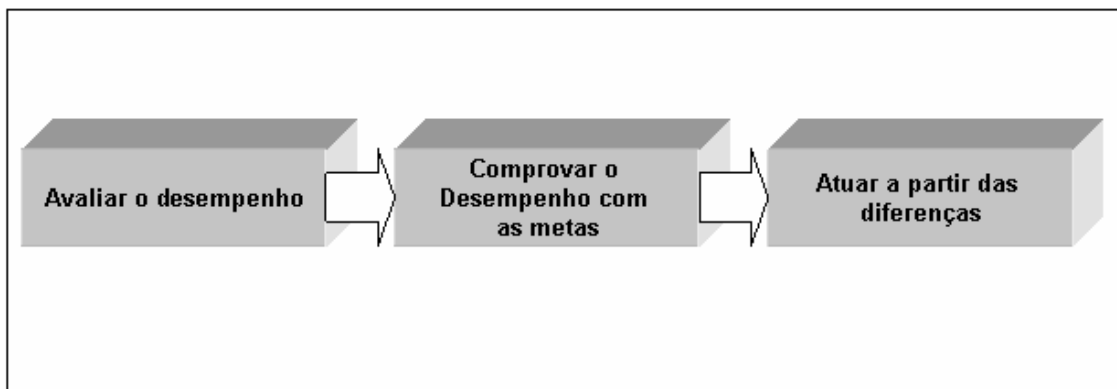 Avaliar o desempenho
Comprovar o
Desempenho com
as metas
Atuar a partir das
diferenças